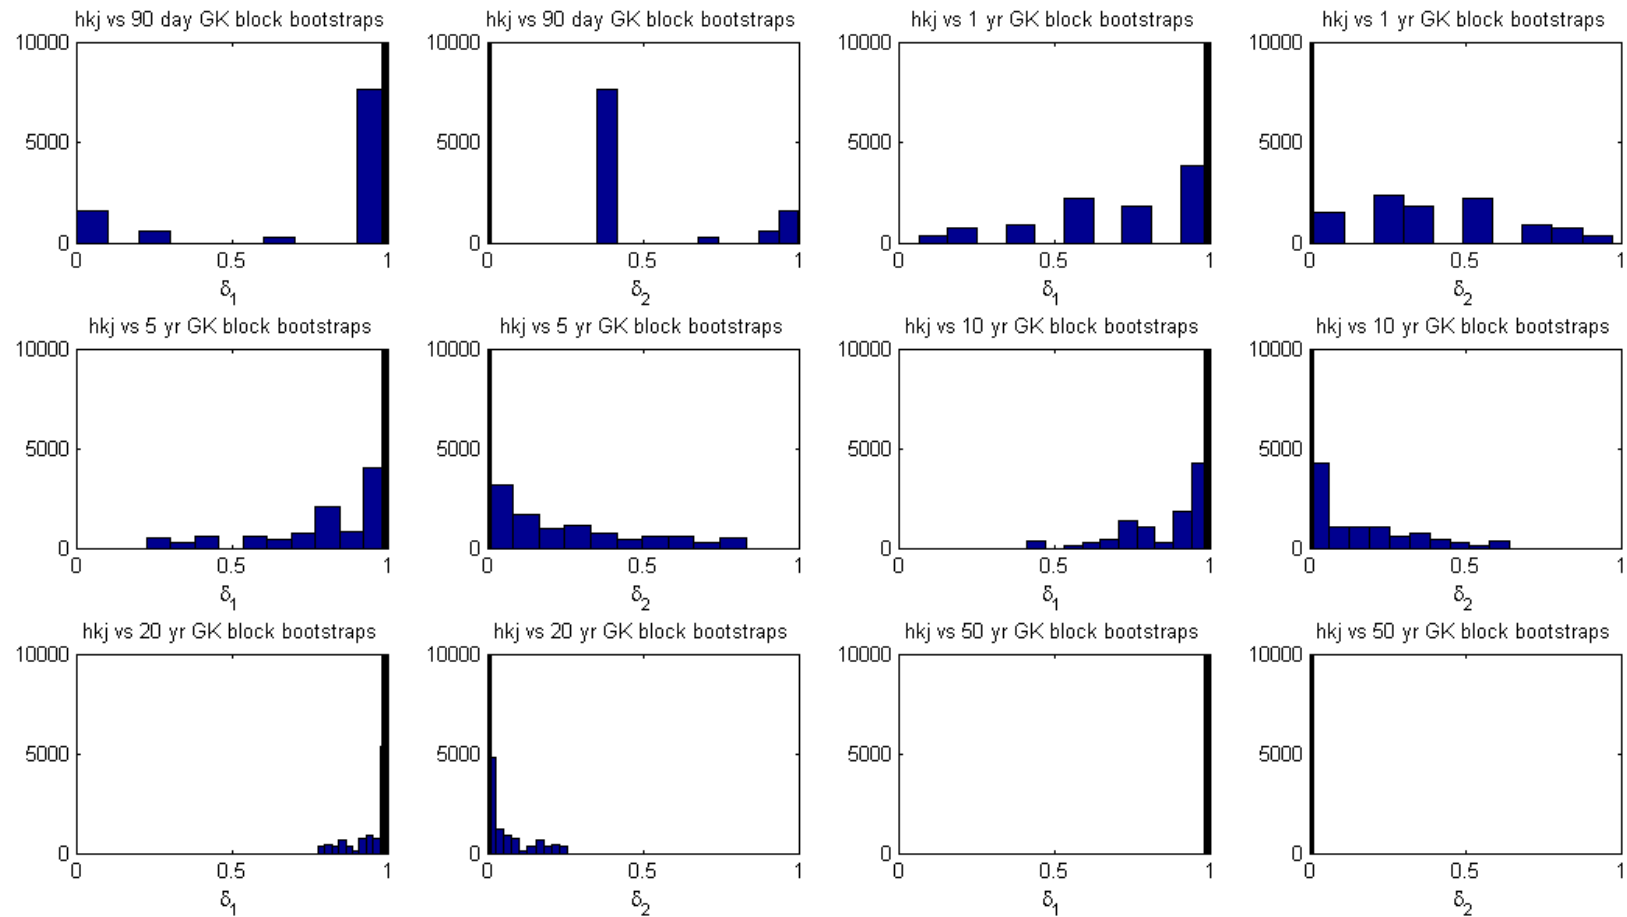 hkj vs 90 day GK block bootstraps
10000
5000
0
0 0.5 1
δ1
hkj vs 90 day GK block bootstraps
10000
5000
0
0 0.5 1
δ2
hkj vs 1 yr GK block bootstraps
10000
5000
0
0 0.5 1
δ1
hkj vs 1 yr GK block bootstraps
10000
5000
0
0 0.5 1
δ2
hkj vs 5 yr GK block bootstraps
10000
5000
0
0 0.5 1
δ1
hkj vs 5 yr GK block bootstraps
10000
5000
0
0 0.5 1
δ2
hkj vs 10 yr GK block bootstraps
10000
5000
0
0 0.5 1
δ1
hkj vs 10 yr GK block bootstraps
10000
5000
0
0 0.5 1
δ2
hkj vs 20 yr GK block bootstraps
10000
5000
0
0 0.5 1
δ1
hkj vs 20 yr GK block bootstraps
10000
5000
0
0 0.5 1
δ2
hkj vs 50 yr GK block bootstraps
10000
5000
0
0 0.5 1
δ1
hkj vs 50 yr GK block bootstraps
10000
5000
0
0 0.5 1
δ2